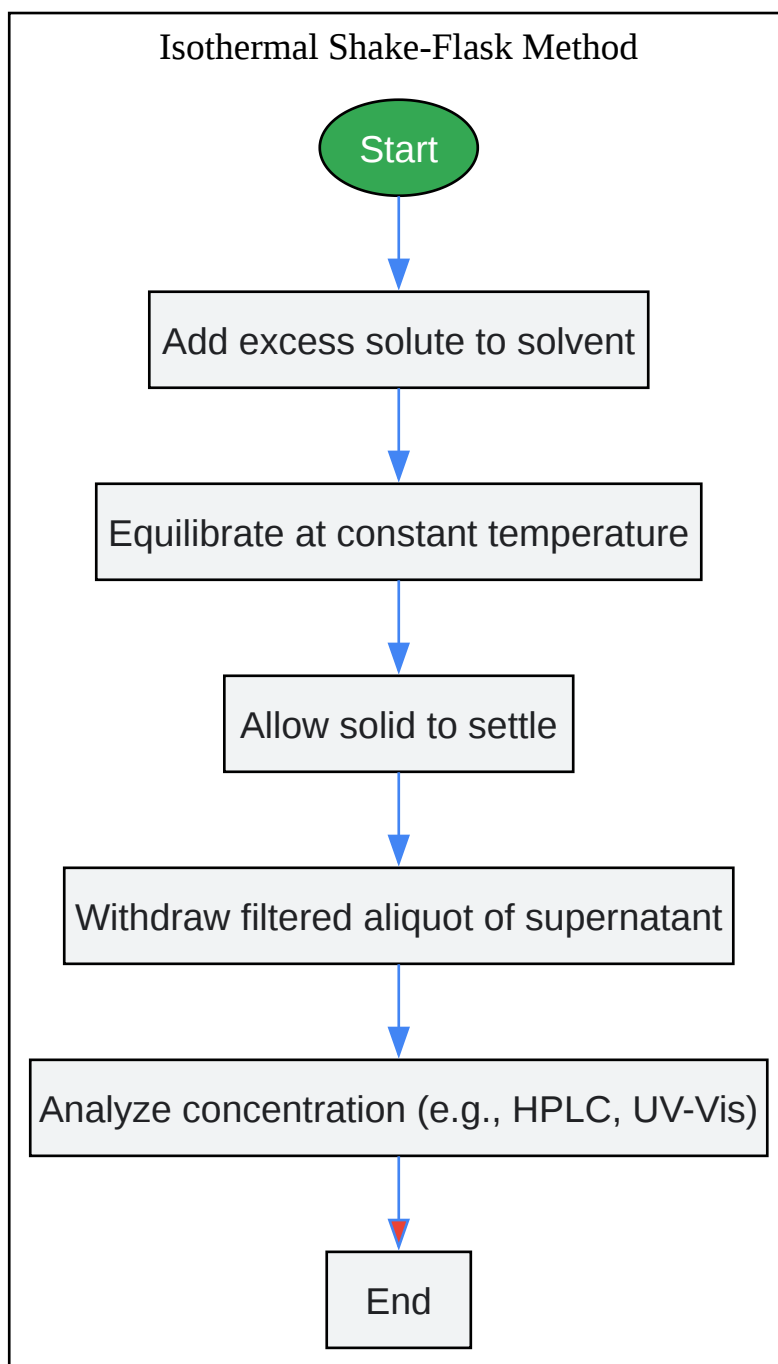 Isothermal Shake-Flask Method
Start
Add excess solute to solvent
Equilibrate at constant temperature
Allow solid to settle
Withdraw filtered aliquot of supernatant
Analyze concentration (e.g., HPLC, UV-Vis)
End